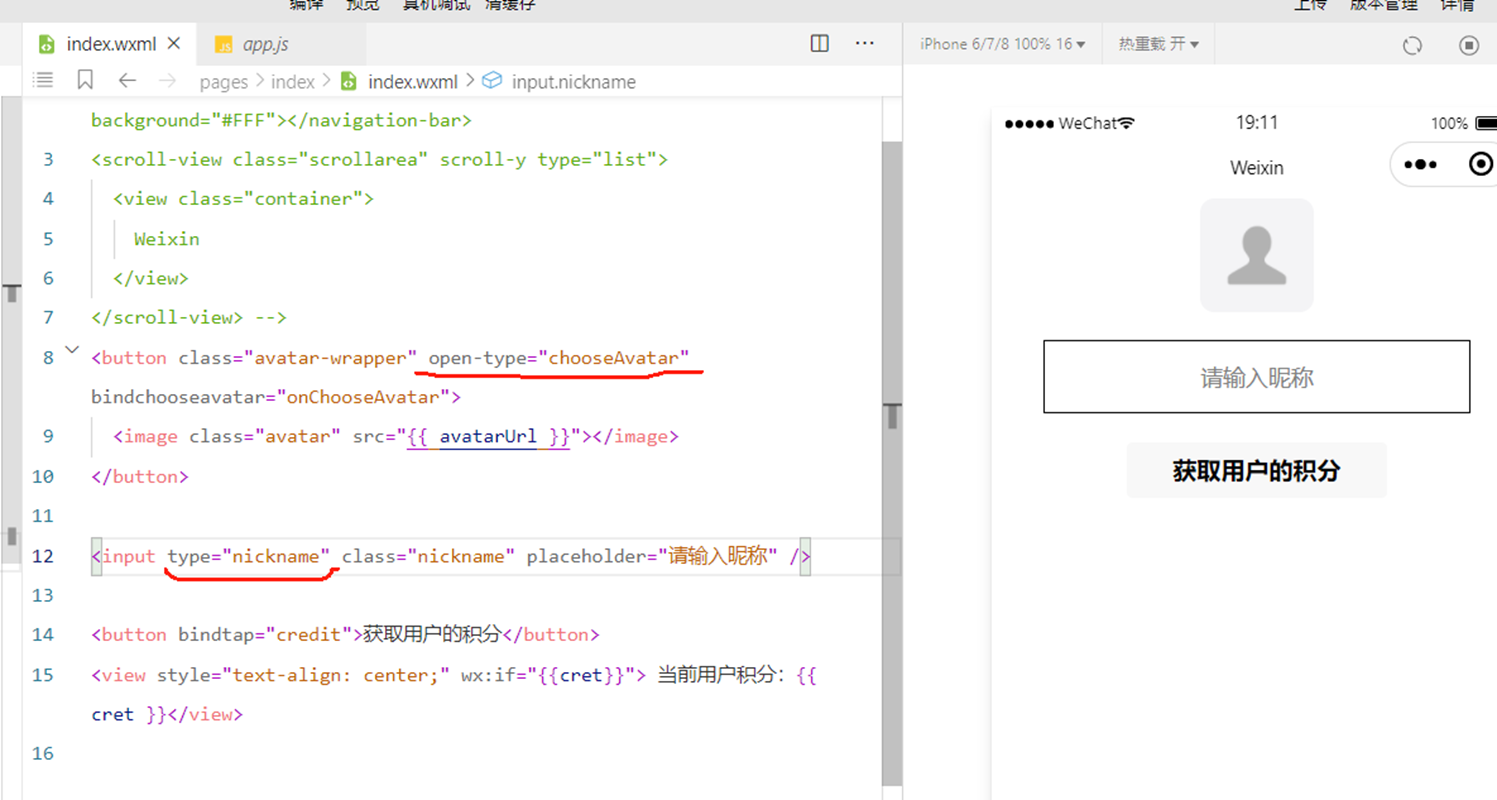 编译 预览 真机调试 清缓存 上传 版本管理 详情
index.wxml JS app.js
pages index index.wxml input.nickname
background="#FFF"></navigation-bar>
3 <scroll-view class="scrollarea" scroll-y type="list">
4 <view class="container">
5 Weixin
6 </view>
7 </scroll-view> -->
8 <button class="avatar-wrapper" open-type="chooseAvatar"
bindchooseavatar="onChooseAvatar">
9 <image class="avatar" src="{{ avatarUrl }}"></image>
10 </button>
11
12 <input type="nickname" class="nickname" placeholder="请输入昵称" />
13
14 <button bindtap="credit">获取用户的积分</button>
15 <view style="text-align: center;" wx:if="{{cret}}"> 当前用户积分：{{
cret }}</view>
16
iPhone 6/7/8 100% 16 热重载 开
WeChat 19:11 100%
Weixin
请输入昵称
获取用户的积分